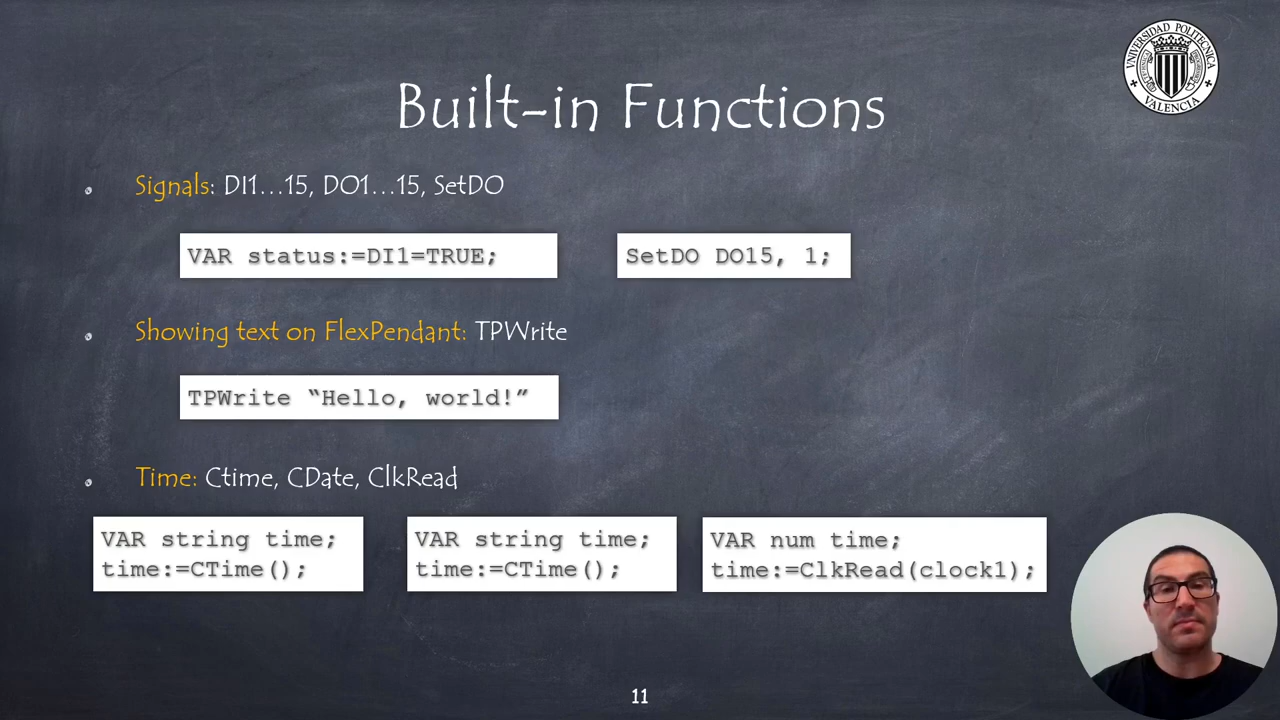 VNIVERSIDAD POLITECNICA
VALENCIA
Built-in Functions
Signals: DI1...15, DO1...15, SetDO
VAR status:=DI1=TRUE;
SetDO DO15, 1;
Showing text on FlexPendant: TPWrite
TPWrite “Hello, world!”
Time: Ctime, CDate, ClkRead
VAR string time;
time:=CTime();
VAR string time;
time:=CTime();
VAR num time;
time:=ClkRead(clock1);
11